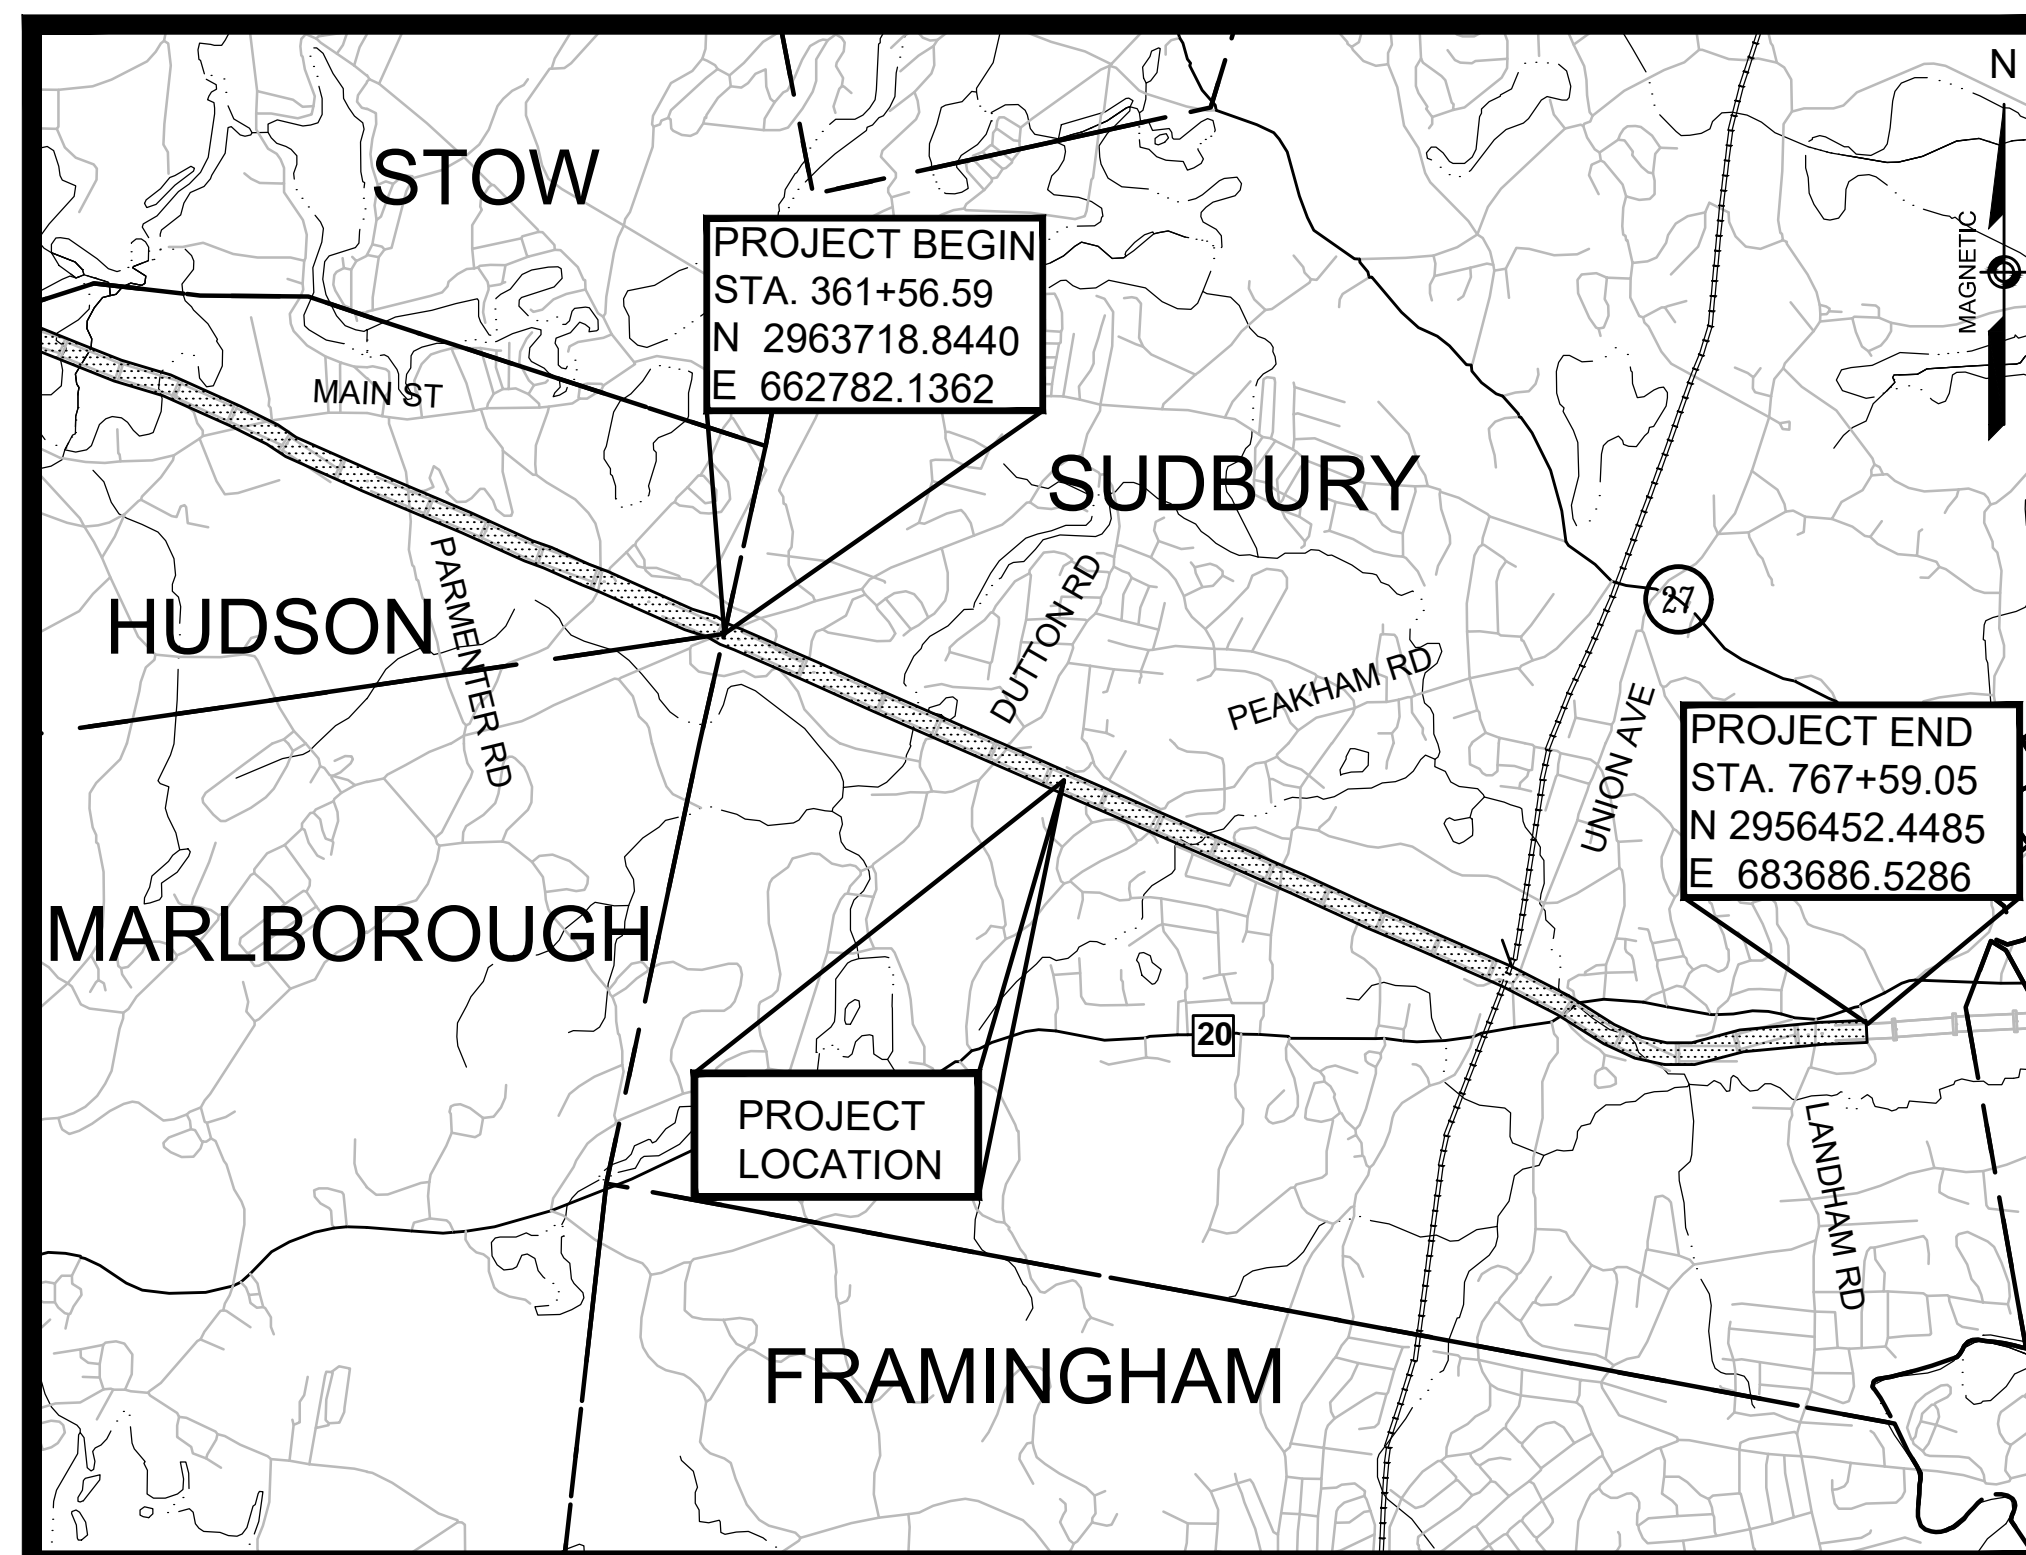 N
STOW
MAGNETIC
PROJECT BEGIN
STA. 361+56.59
N 2963718.8440
E 662782.1362
MAIN ST
SUDBURY
PARMENTER RD
HUDSON
DUTTON RD
27
PEAKHAM RD
UNION AVE
PROJECT END
STA. 767+59.05
N 2956452.4485
E 683686.5286
MARLBOROUGH
20
PROJECT
LOCATION
LANDHAM RD
FRAMINGHAM